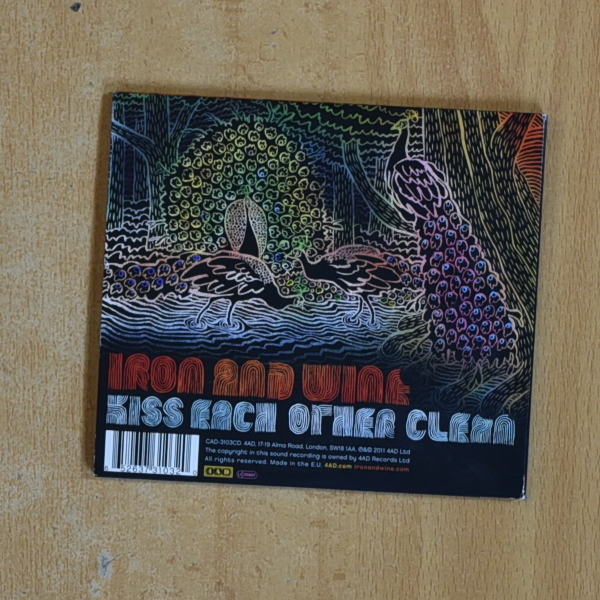 IRON AND WINE
KISS EACH OTHER CLEAN
CAD-3103CD. 4AD, 17-19 Alma Road, London, SW18 1AA. ℗&© 2011 4AD Ltd
The copyright in this sound recording is owned by 4AD Records Ltd
All rights reserved. Made in the E.U. 4AD.com ironandwine.com
4AD